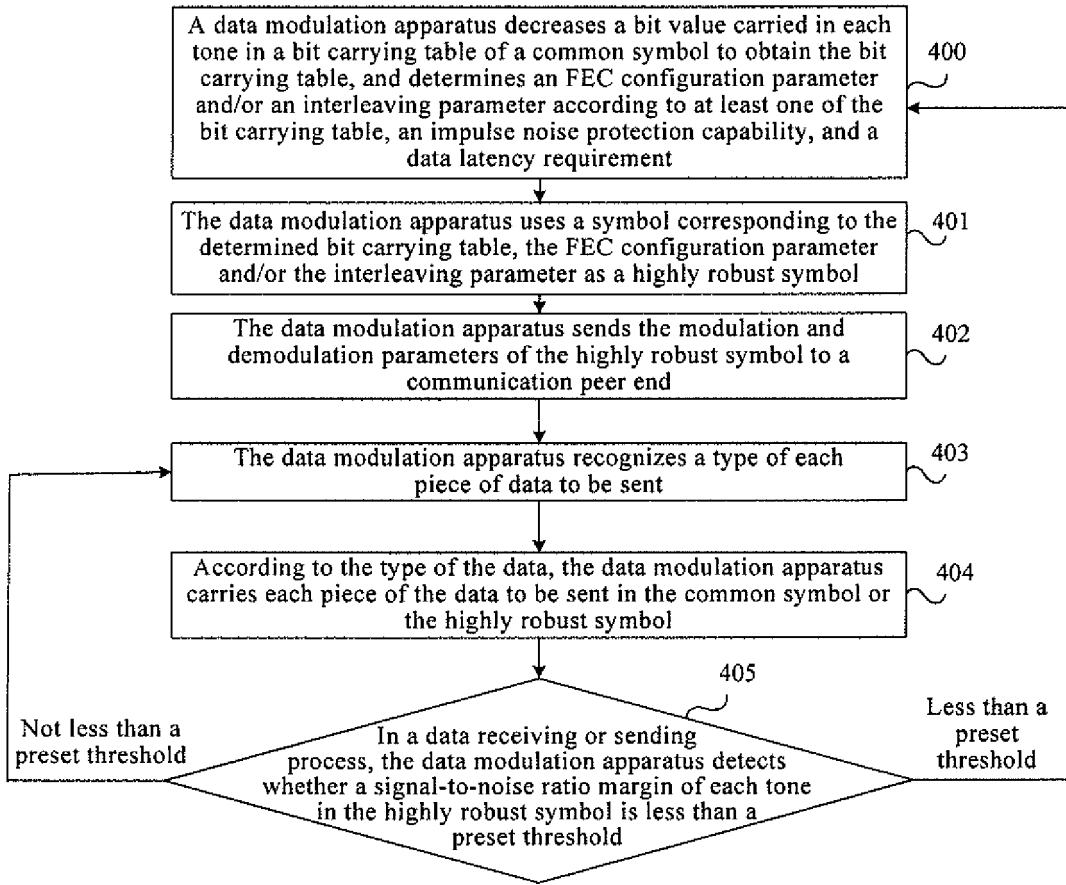 A data modulation apparatus decreases a bit value carried in each
tone in a bit carrying table of a common symbol to obtain the bit
carrying table, and determines an FEC configuration parameter
and/or an interleaving parameter according to at least one of the
bit carrying table, an impulse noise protection capability, and a
data latency requirement
400
The data modulation apparatus uses a symbol corresponding to the
determined bit carrying table, the FEC configuration parameter
and/or the interleaving parameter as a highly robust symbol
401
The data modulation apparatus sends the modulation and
demodulation parameters of the highly robust symbol to a
communication peer end
402
The data modulation apparatus recognizes a type of each
piece of data to be sent
403
According to the type of the data, the data modulation apparatus
carries each piece of the data to be sent in the common symbol or
the highly robust symbol
404
405
Not less than a
preset threshold
In a data receiving or sending
process, the data modulation apparatus detects
whether a signal-to-noise ratio margin of each tone
in the highly robust symbol is less than a
preset threshold
Less than a
preset
threshold